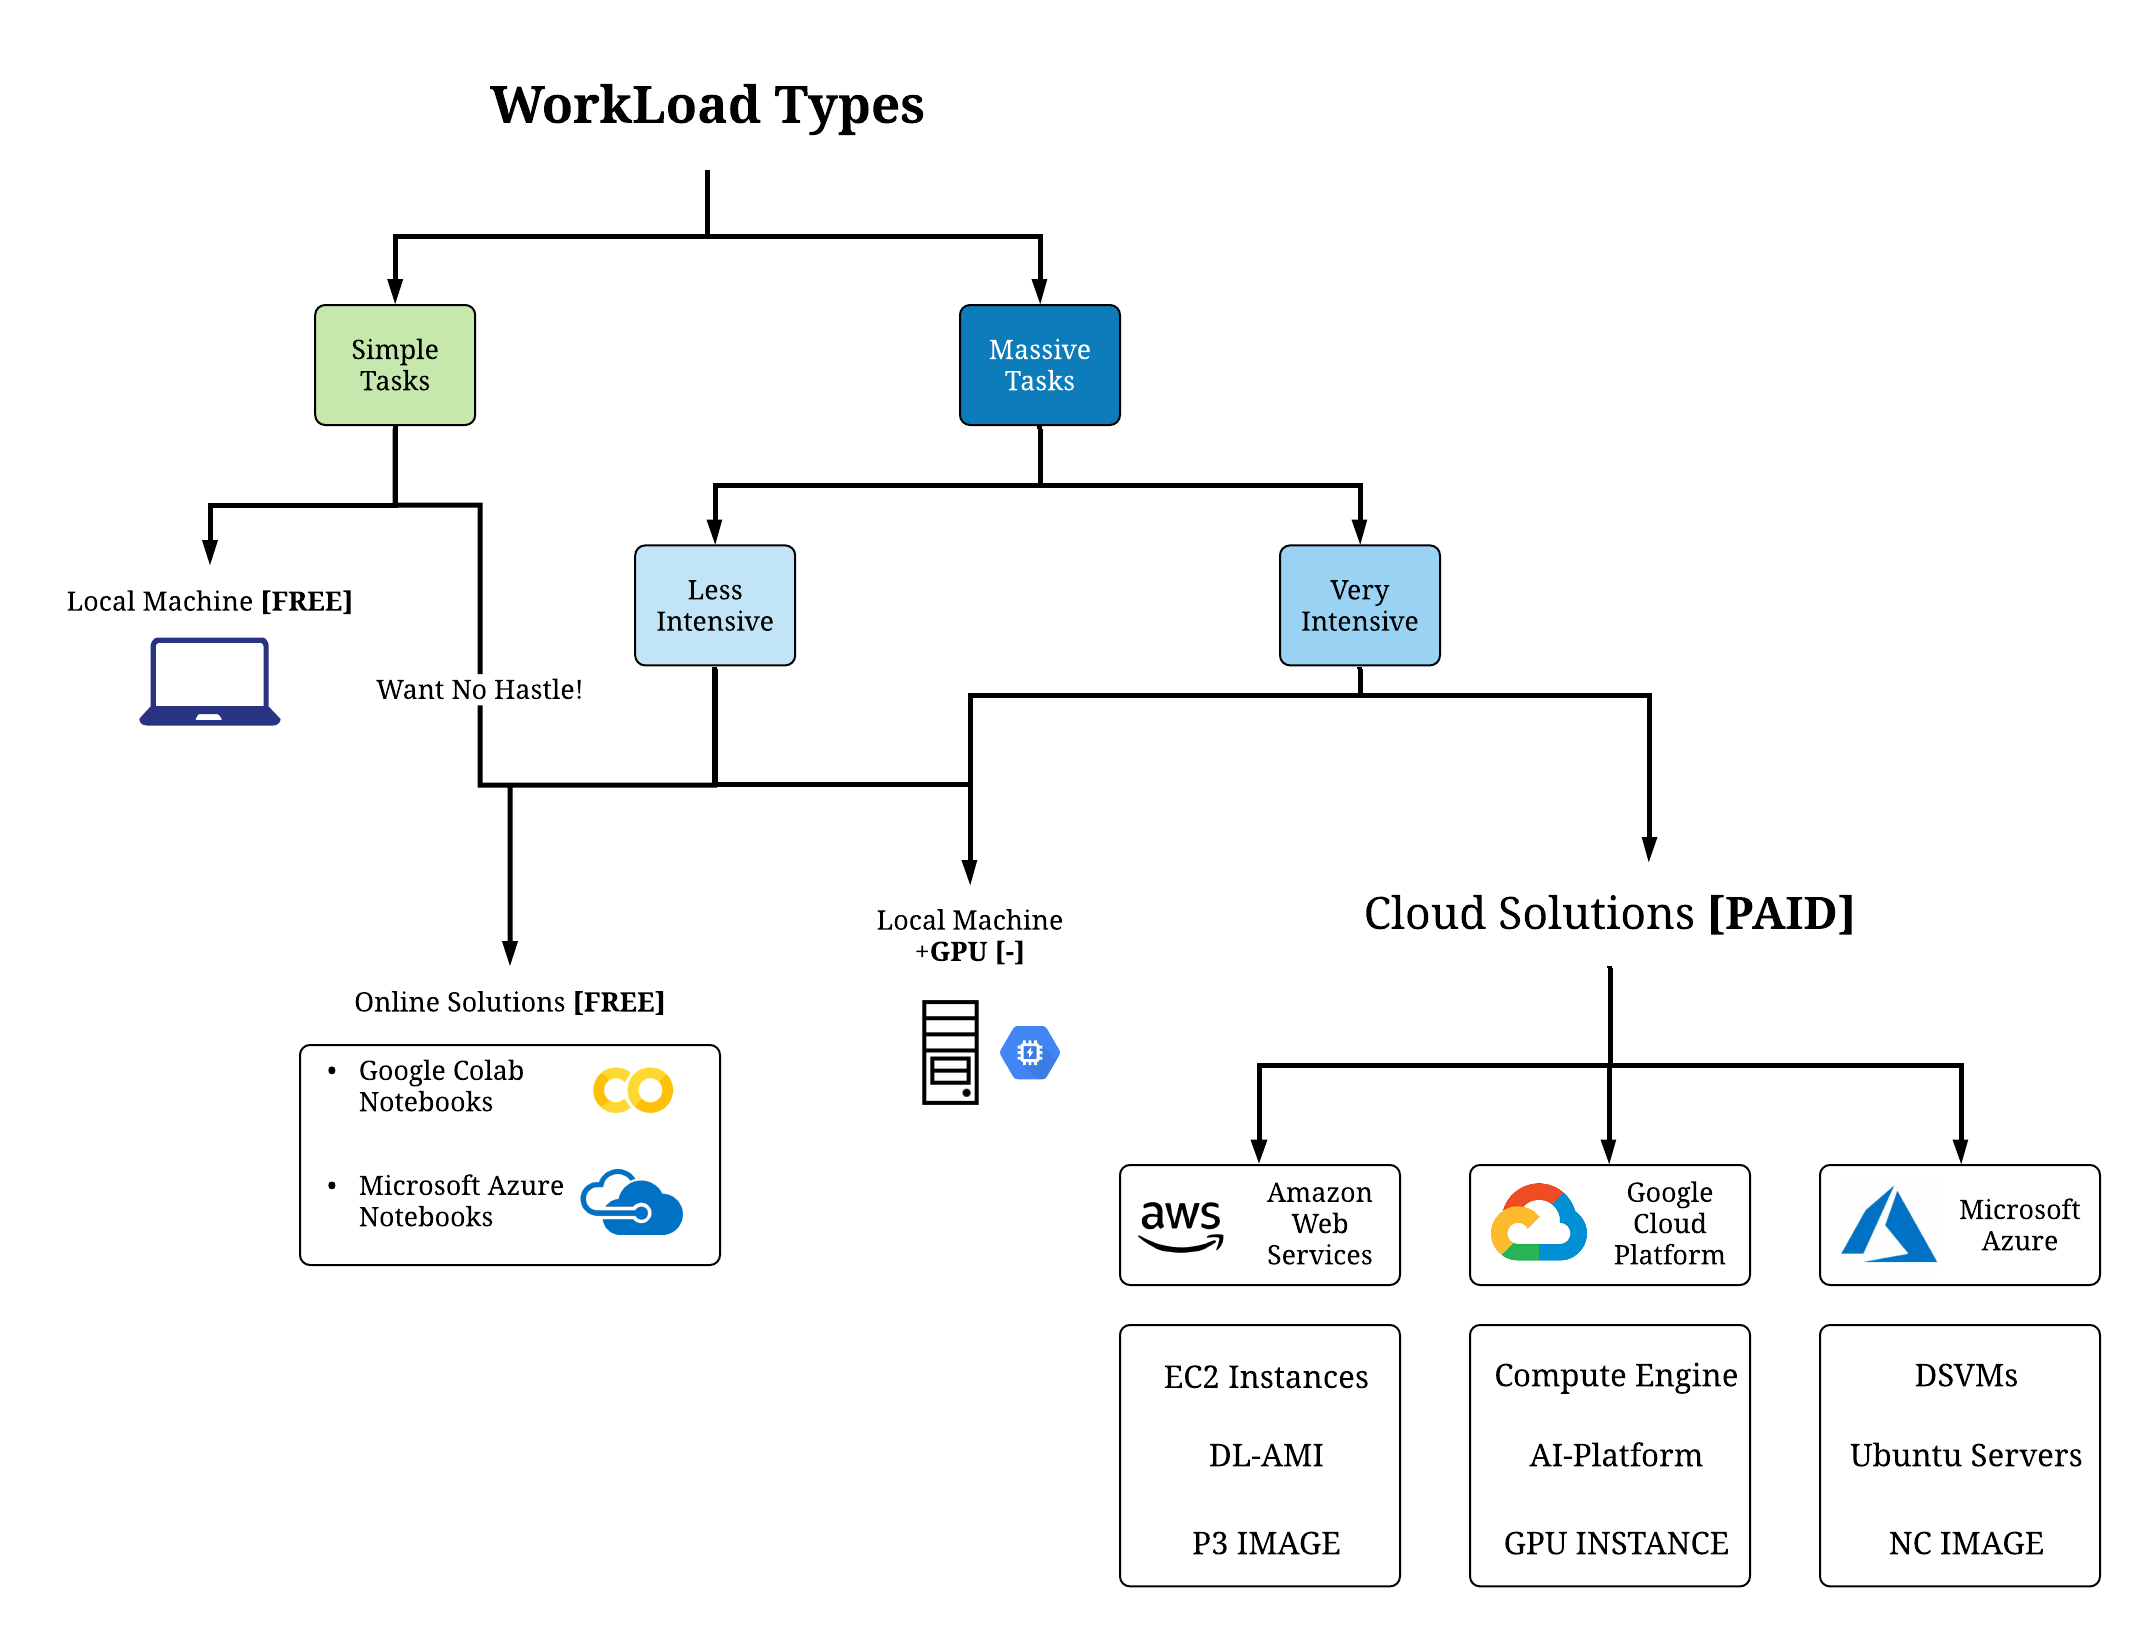 WorkLoad Types
Simple
Tasks
Massive
Tasks
Less
Intensive
Very
Intensive
Local Machine [FREE]
Want No Hastle!
Cloud Solutions [PAID]
Local Machine
+GPU [-]
Online Solutions [FREE]
• Google Colab
Notebooks
• Microsoft Azure
Notebooks
aws
Amazon
Web
Services
Google
Cloud
Platform
Microsoft
Azure
EC2 Instances
DL-AMI
P3 IMAGE
Compute Engine
AI-Platform
GPU INSTANCE
DSVMs
Ubuntu Servers
NC IMAGE